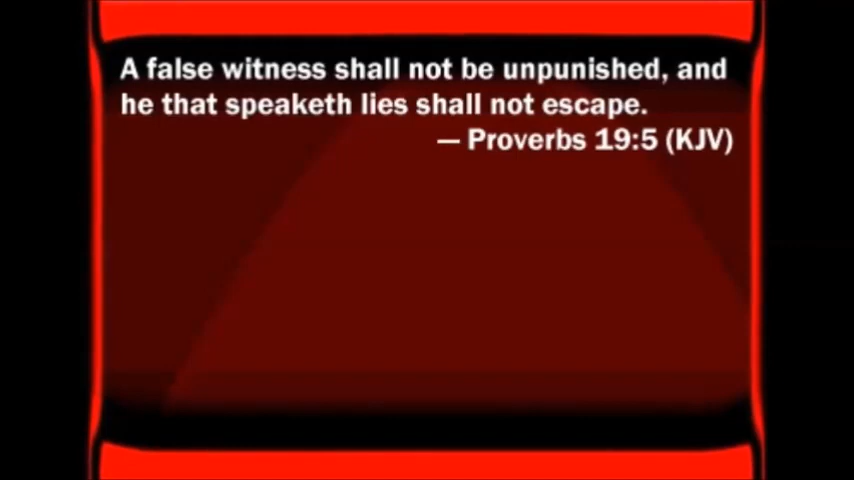 A false witness shall not be unpunished, and
he that speaketh lies shall not escape.
— Proverbs 19:5 (KJV)